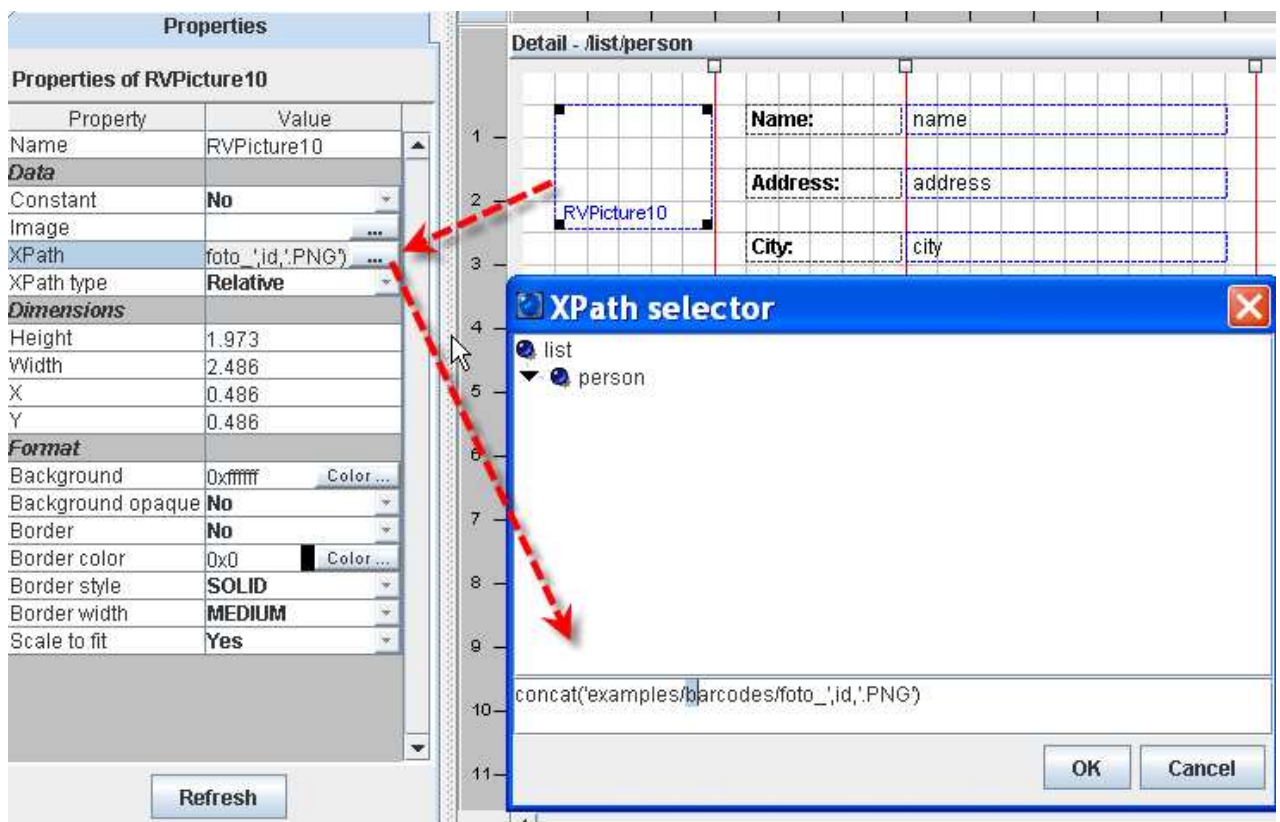 Properties
Properties of RVPicture10
Property Value
Name RVPicture10
Data
Constant No
Image ...
XPath foto_',id,'.PNG') ...
XPath type Relative
Dimensions
Height 1.973
Width 2.486
X 0.486
Y 0.486
Format
Background 0xffffff Color ...
Background opaque No
Border No
Border color 0x0 Color ...
Border style SOLID
Border width MEDIUM
Scale to fit Yes
Refresh
Detail - /list/person
1
2
3
4
5
6
7
8
9
10
11
RVPicture10
Name: name
Address: address
City: city
XPath selector
list
person
concat('examples/barcodes/foto_',id,'.PNG')
OK Cancel